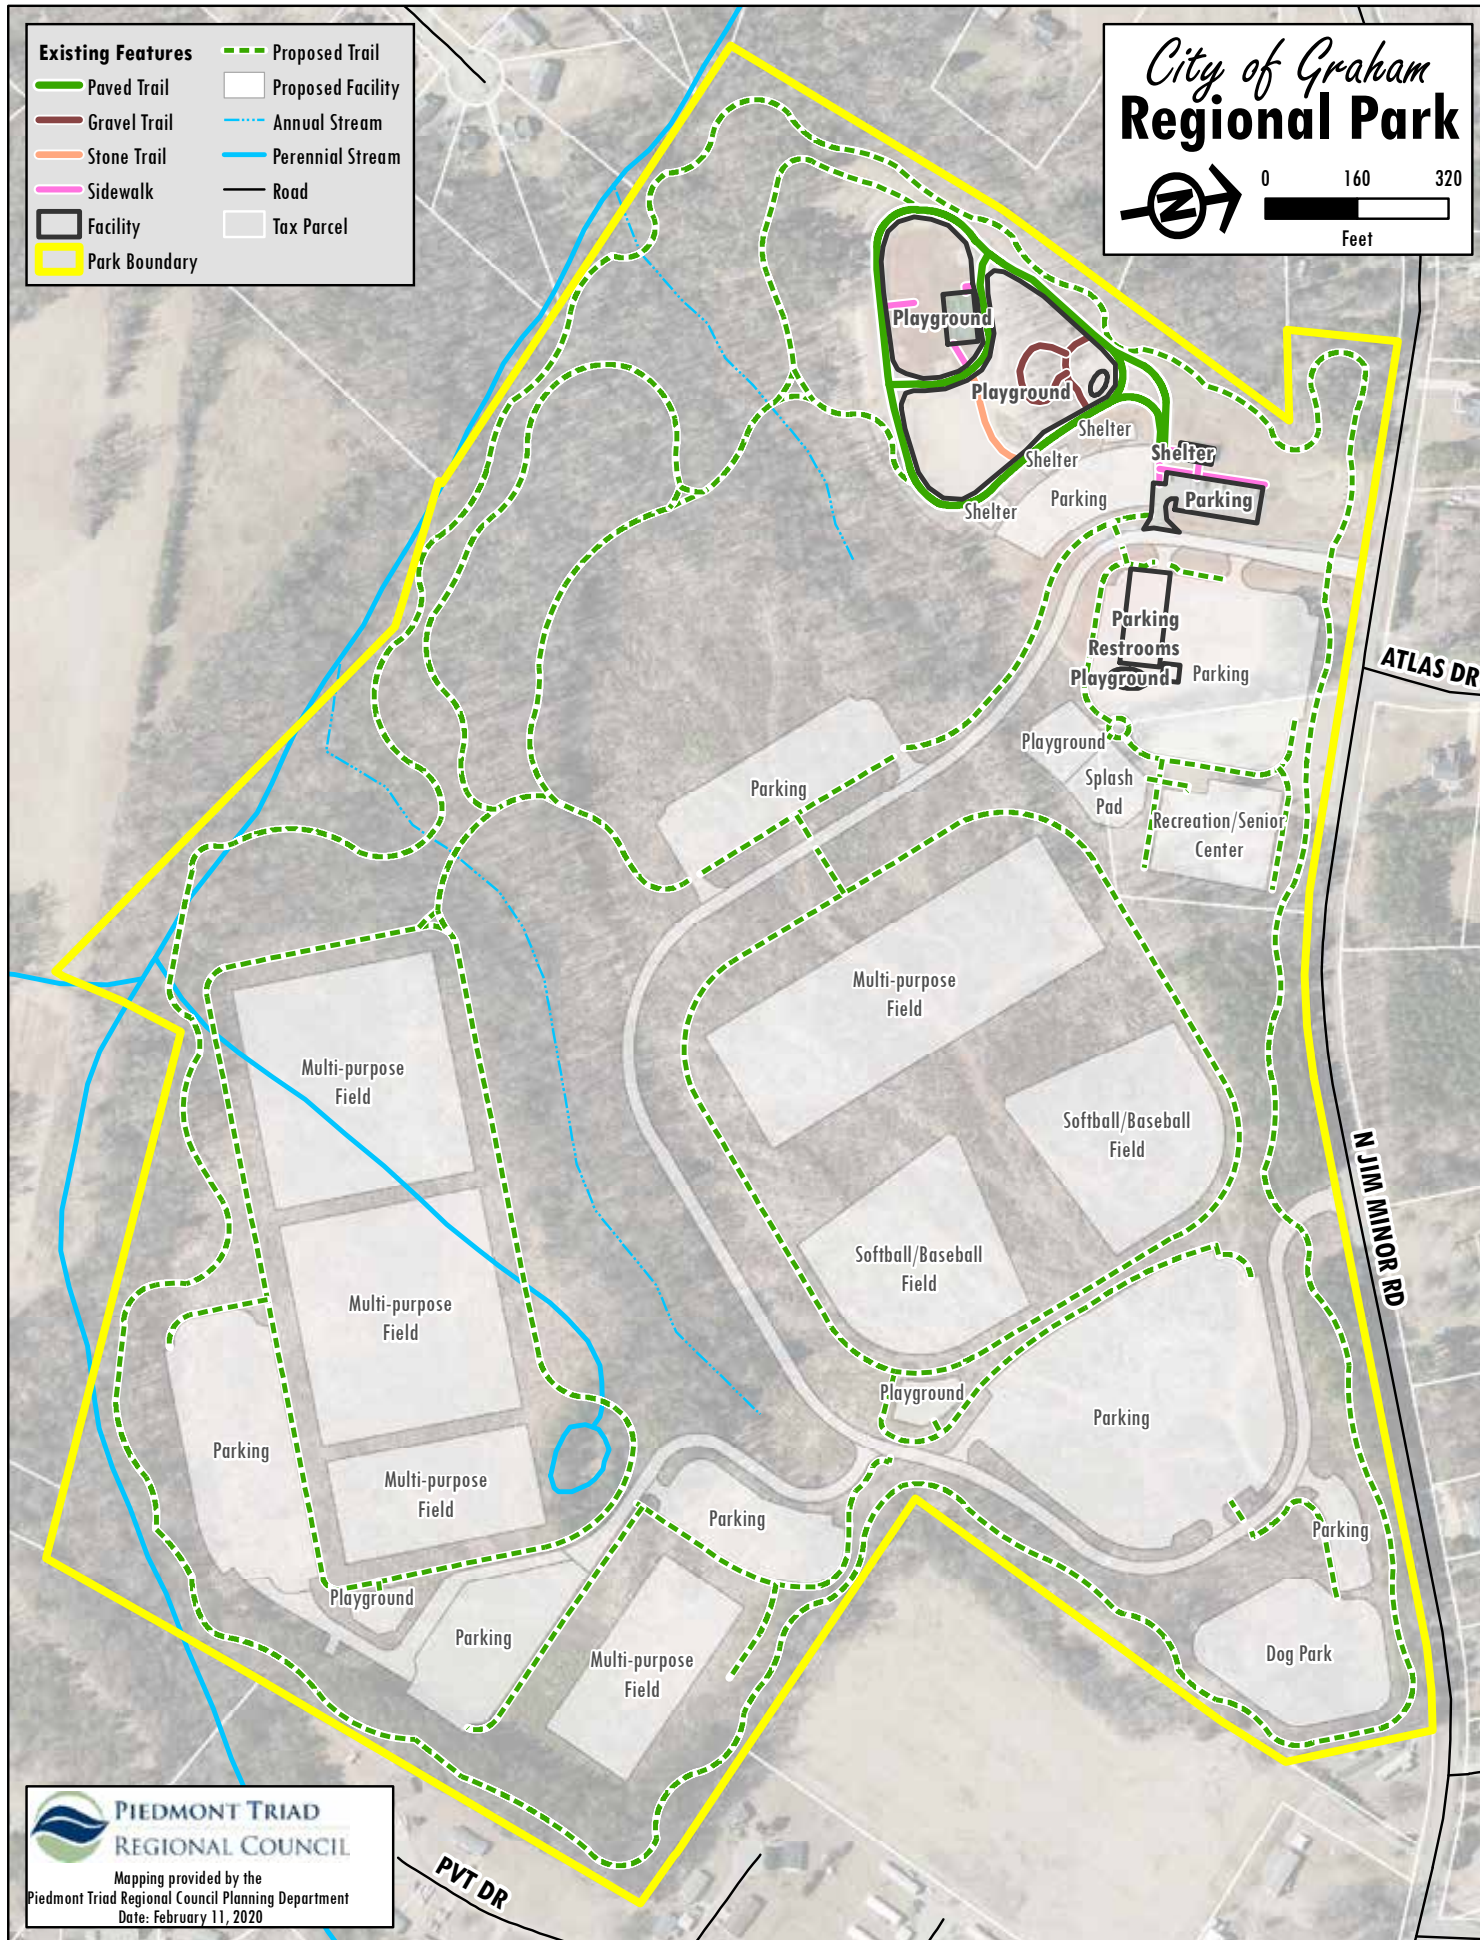 Existing Features
Paved Trail
Gravel Trail
Stone Trail
Sidewalk
Facility
Park Boundary
Proposed Trail
Proposed Facility
Annual Stream
Perennial Stream
Road
Tax Parcel
City of Graham
Regional Park
N
0 160 320
Feet
Playground
Playground
Shelter
Shelter
Shelter
Shelter
Parking
Parking
Parking
Restrooms
Playground
Parking
ATLAS DR
Playground
Splash
Pad
Recreation/Senior
Center
Parking
Multi-purpose
Field
Multi-purpose
Field
Softball/Baseball
Field
N JIM MINOR RD
Softball/Baseball
Field
Multi-purpose
Field
Playground
Parking
Parking
Multi-purpose
Field
Parking
Parking
Playground
Parking
Multi-purpose
Field
Dog Park
PIEDMONT TRIAD
REGIONAL COUNCIL
Mapping provided by the
Piedmont Triad Regional Council Planning Department
Date: February 11, 2020
PVT DR